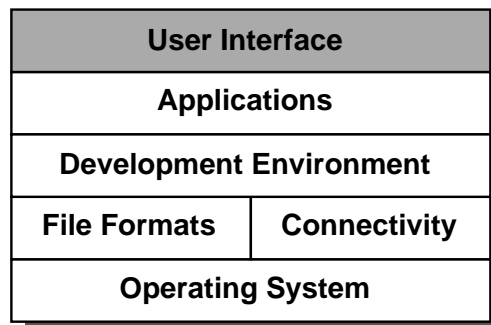 User Interface
Applications
Development Environment
File Formats
Connectivity
Operating System